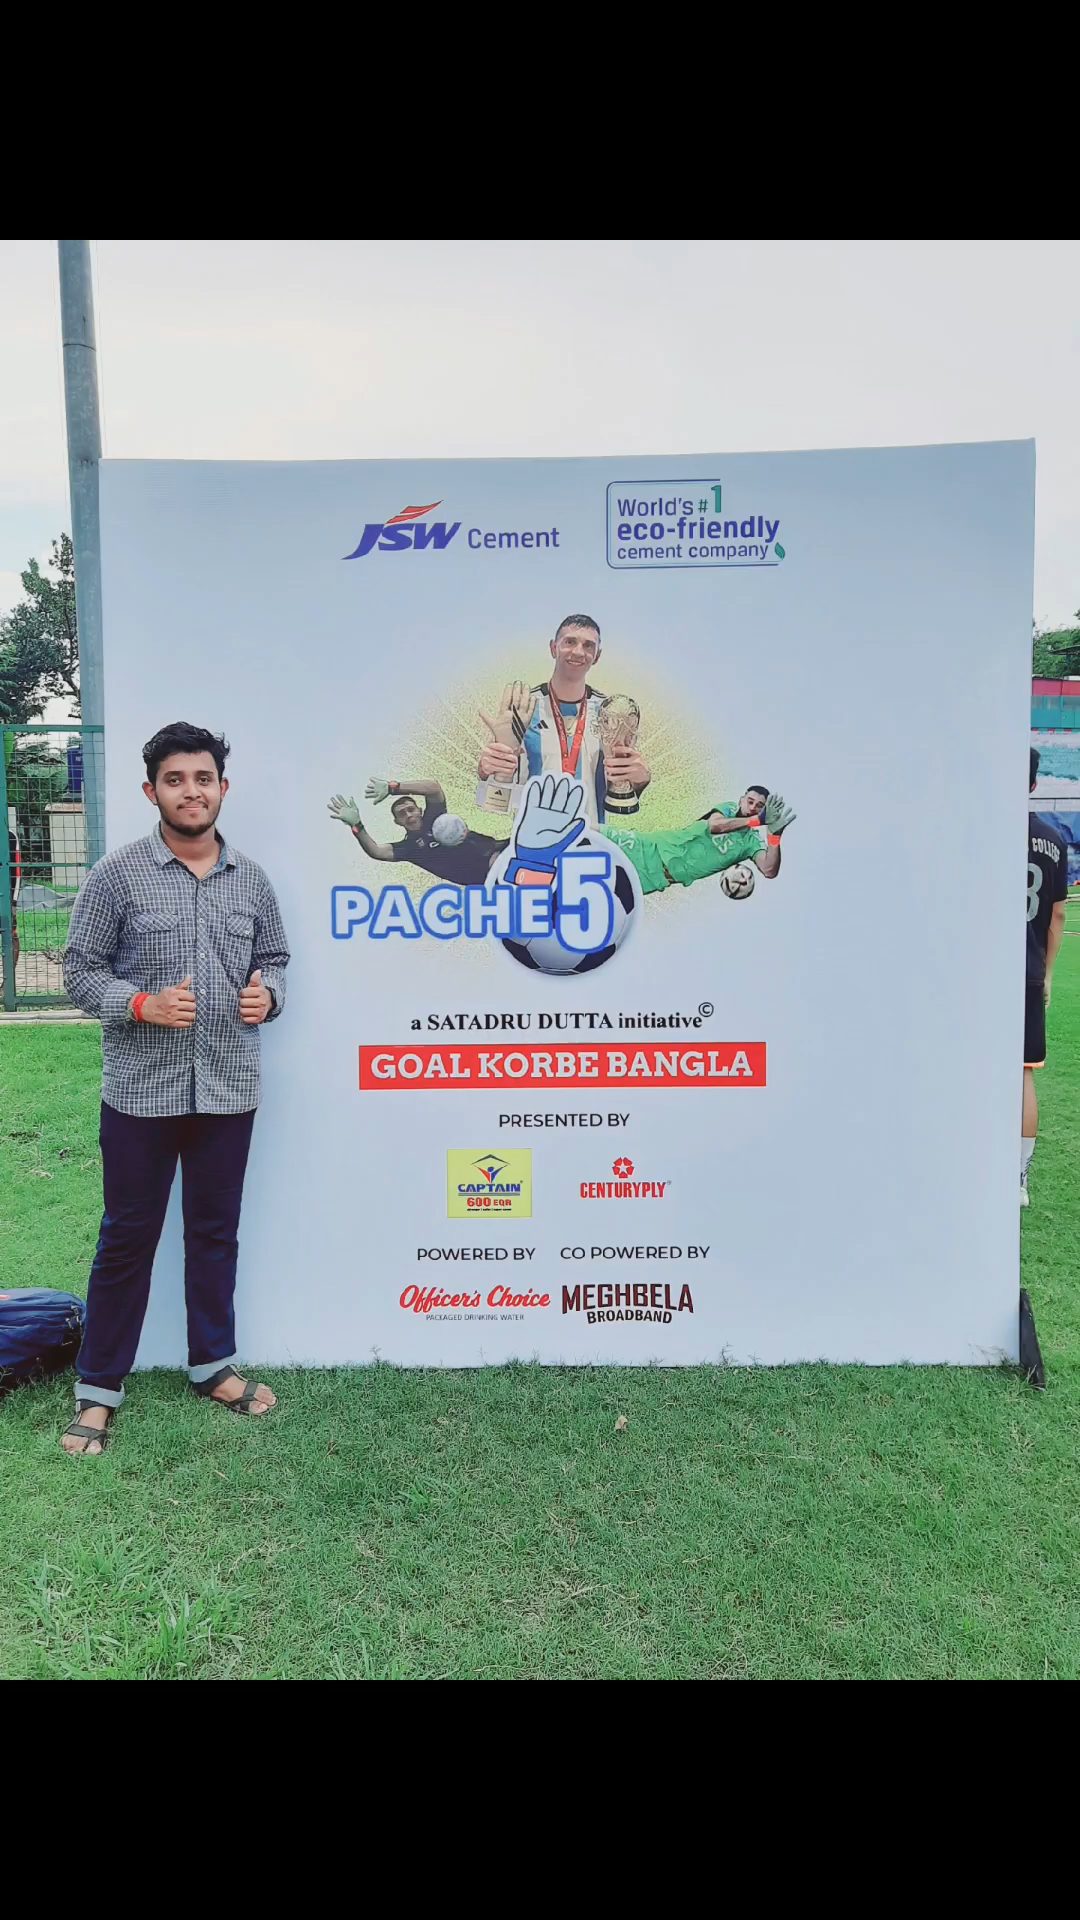 JSW Cement
World's #1
eco-friendly
cement company
PACHE 5
a SATADRU DUTTA initiative©
GOAL KORBE BANGLA
PRESENTED BY
CAPTAIN®
600 EQR
CENTURYPLY®
POWERED BY CO POWERED BY
Officer's Choice
PACKAGED DRINKING WATER
MEGHBELA
BROADBAND
COLLEGE